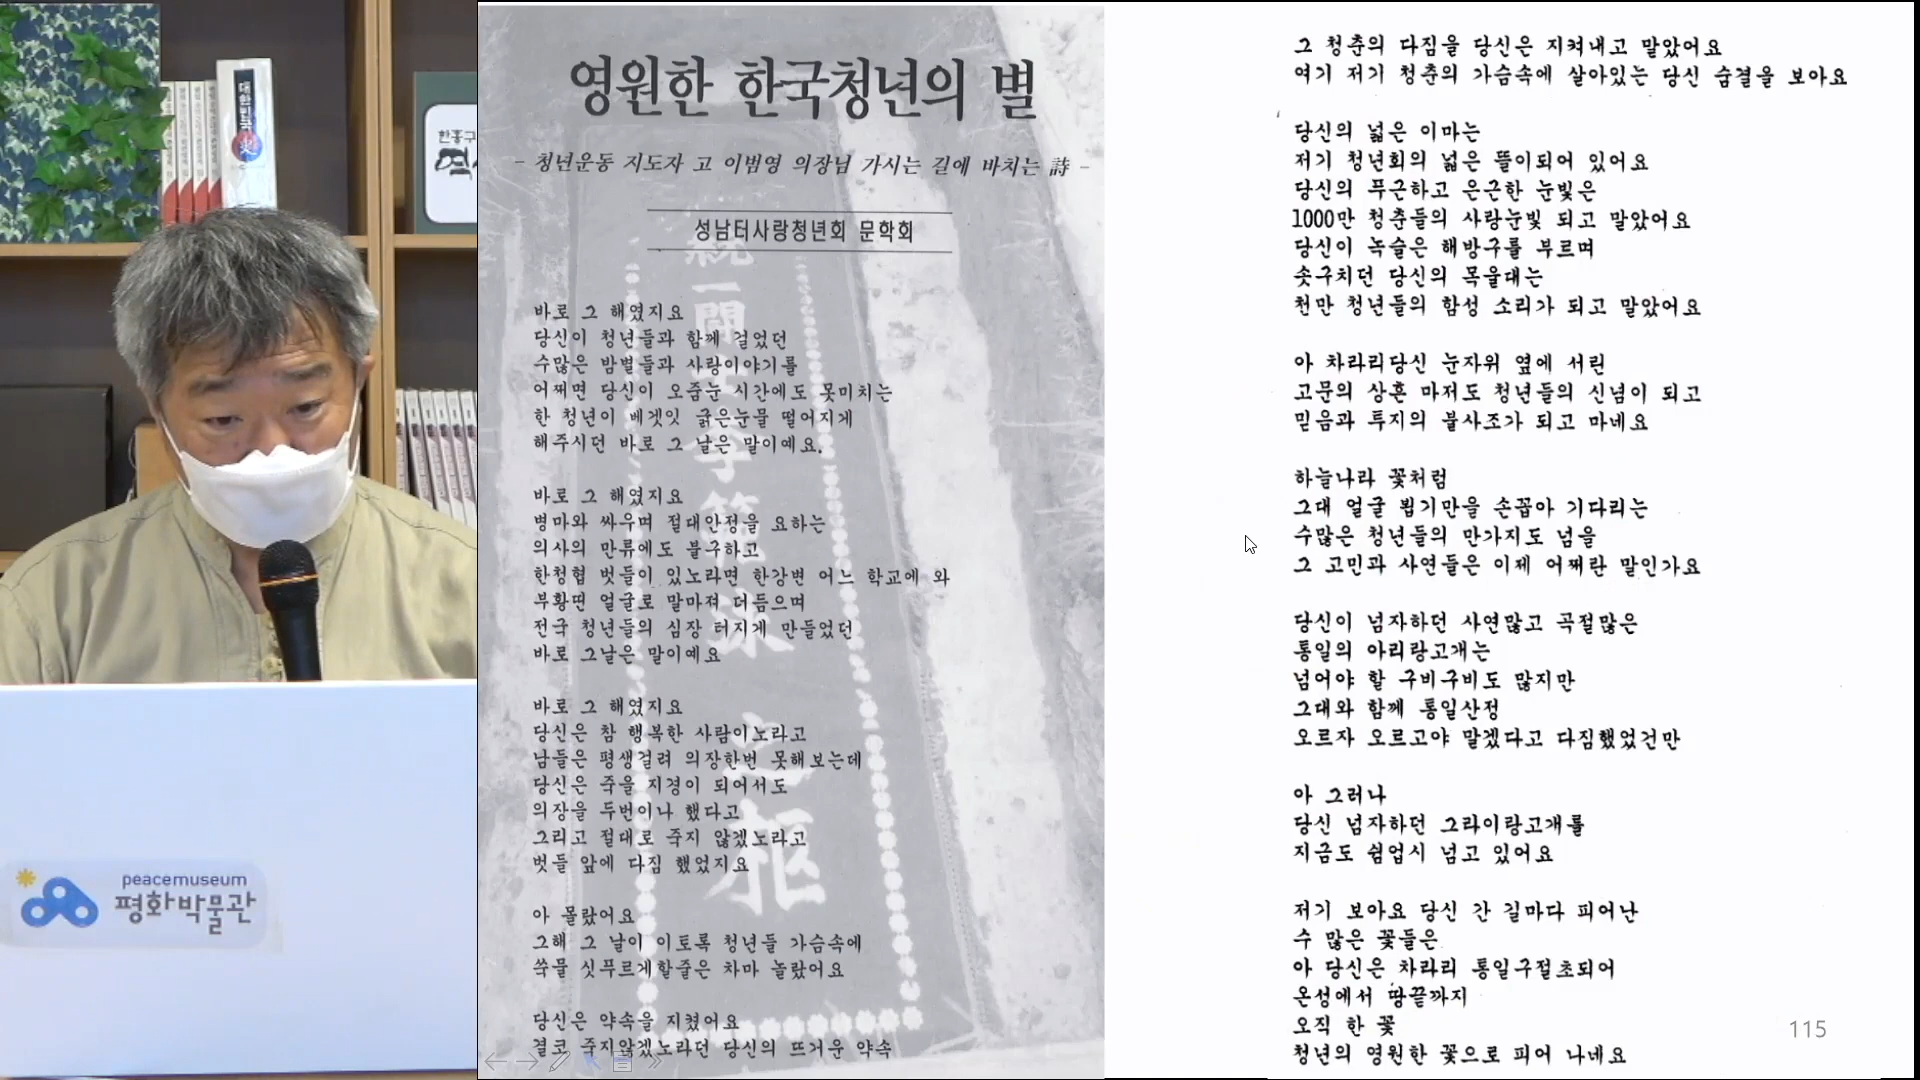 대한민국
史
한홍구
역사
peacemuseum
평화박물관
영원한 한국청년의 별
- 청년운동 지도자 고 이범영 의장님 가시는 길에 바치는 詩 -
성남터사랑청년회 문학회
바로 그 해였지요
당신이 청년들과 함께 걸었던
수많은 밤별들과 사랑이야기를
어쩌면 당신이 오줌눈 시간에도 못미치는
한 청년이 베겟잇 굵은눈물 떨어지게
해주시던 바로 그 날은 말이예요.
바로 그 해였지요
병마와 싸우며 절대안정을 요하는
의사의 만류에도 불구하고
한청협 벗들이 있노라면 한강변 어느 학교에 와
부황띤 얼굴로 말마져 더듬으며
전국 청년들의 심장 터지게 만들었던
바로 그날은 말이예요
바로 그 해였지요
당신은 참 행복한 사람이노라고
남들은 평생걸려 의장한번 못해보는데
당신은 죽을 지경이 되어서도
의장을 두번이나 했다고
그리고 절대로 죽지 않겠노라고
벗들 앞에 다짐 했었지요
아 몰랐어요
그해 그 날이 이토록 청년들 가슴속에
쑥물 싯푸르게할줄은 차마 놀랐어요
당신은 약속을 지켰어요
결코 죽지않겠노라던 당신의 뜨거운 약속
그 청춘의 다짐을 당신은 지켜내고 말았어요
여기 저기 청춘의 가슴속에 살아있는 당신 숨결을 보아요
당신의 넓은 이마는
저기 청년회의 넓은 뜰이되어 있어요
당신의 푸근하고 은근한 눈빛은
1000만 청춘들의 사랑눈빛 되고 말았어요
당신이 녹슬은 해방구를 부르며
솟구치던 당신의 목울대는
천만 청년들의 함성 소리가 되고 말았어요
아 차라리당신 눈자위 옆에 서린
고문의 상흔 마저도 청년들의 신념이 되고
믿음과 투지의 불사조가 되고 마네요
하늘나라 꽃처럼
그대 얼굴 뵙기만을 손꼽아 기다리는
수많은 청년들의 만가지도 넘을
그 고민과 사연들은 이제 어쩌란 말인가요
당신이 넘자하던 사연많고 곡절많은
통일의 아리랑고개는
넘어야 할 구비구비도 많지만
그대와 함께 통일산정
오르자 오르고야 말겠다고 다짐했었건만
아 그러나
당신 넘자하던 그라이랑고개를
지금도 쉼업시 넘고 있어요
저기 보아요 당신 간 길마다 피어난
수 많은 꽃들은
아 당신은 차라리 통일구절초되어
온성에서 땅끝까지
오직 한 꽃
청년의 영원한 꽃으로 피어 나네요
115